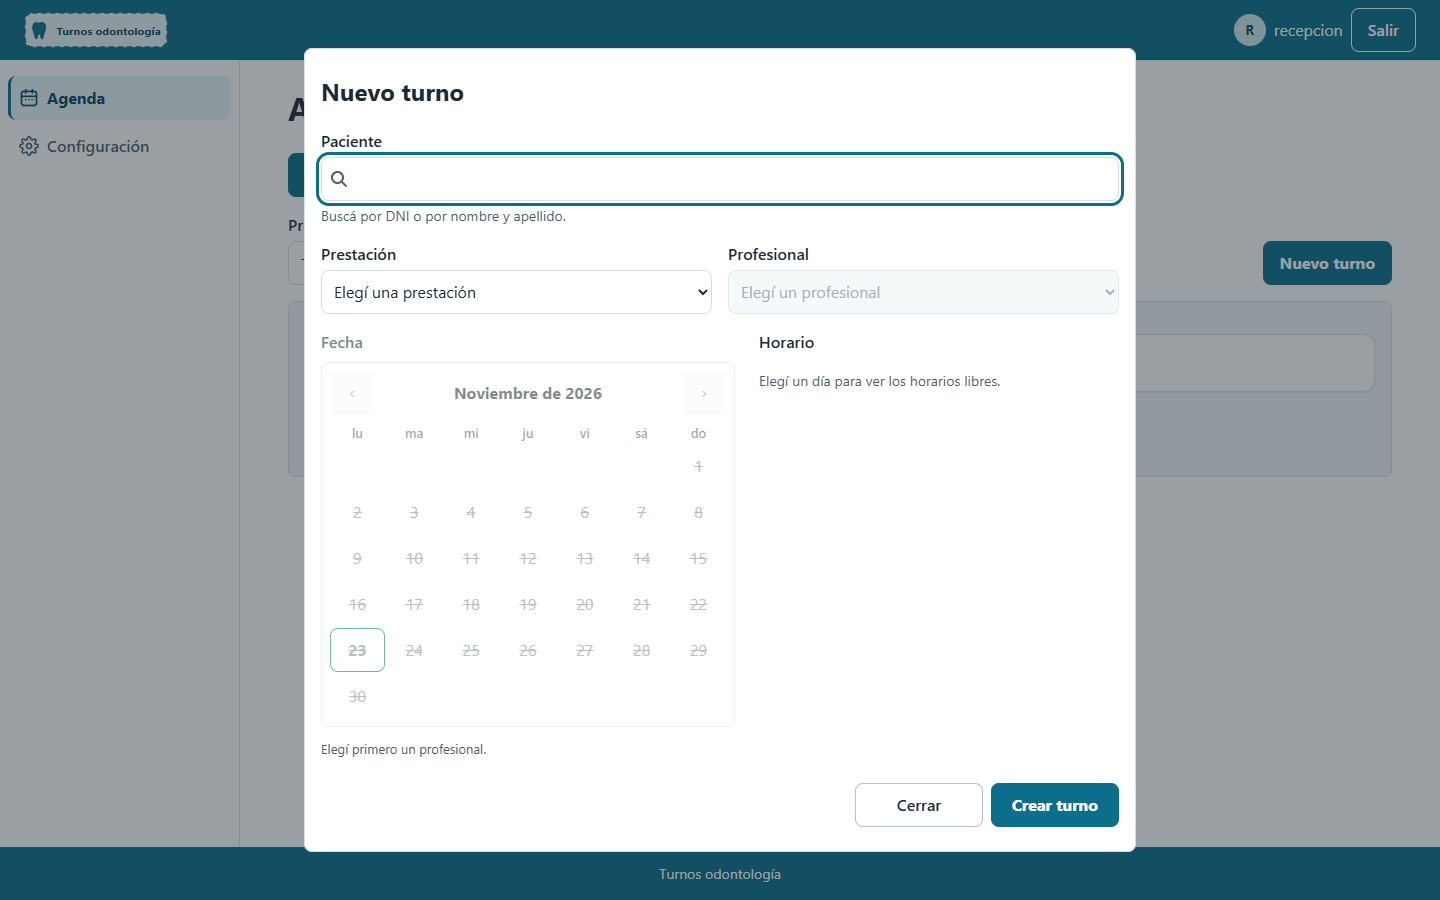 Turnos odontología
R recepcion Salir
Agenda
Configuración
A
Pr
Nuevo turno
Nuevo turno
Paciente
Buscá por DNI o por nombre y apellido.
Prestación Profesional
Elegí una prestación Elegí un profesional
Fecha Horario
‹ Noviembre de 2026 ›
Elegí un día para ver los horarios libres.
lu ma mi ju vi sá do
1
2 3 4 5 6 7 8
9 10 11 12 13 14 15
16 17 18 19 20 21 22
23 24 25 26 27 28 29
30
Elegí primero un profesional.
Cerrar Crear turno
Turnos odontología